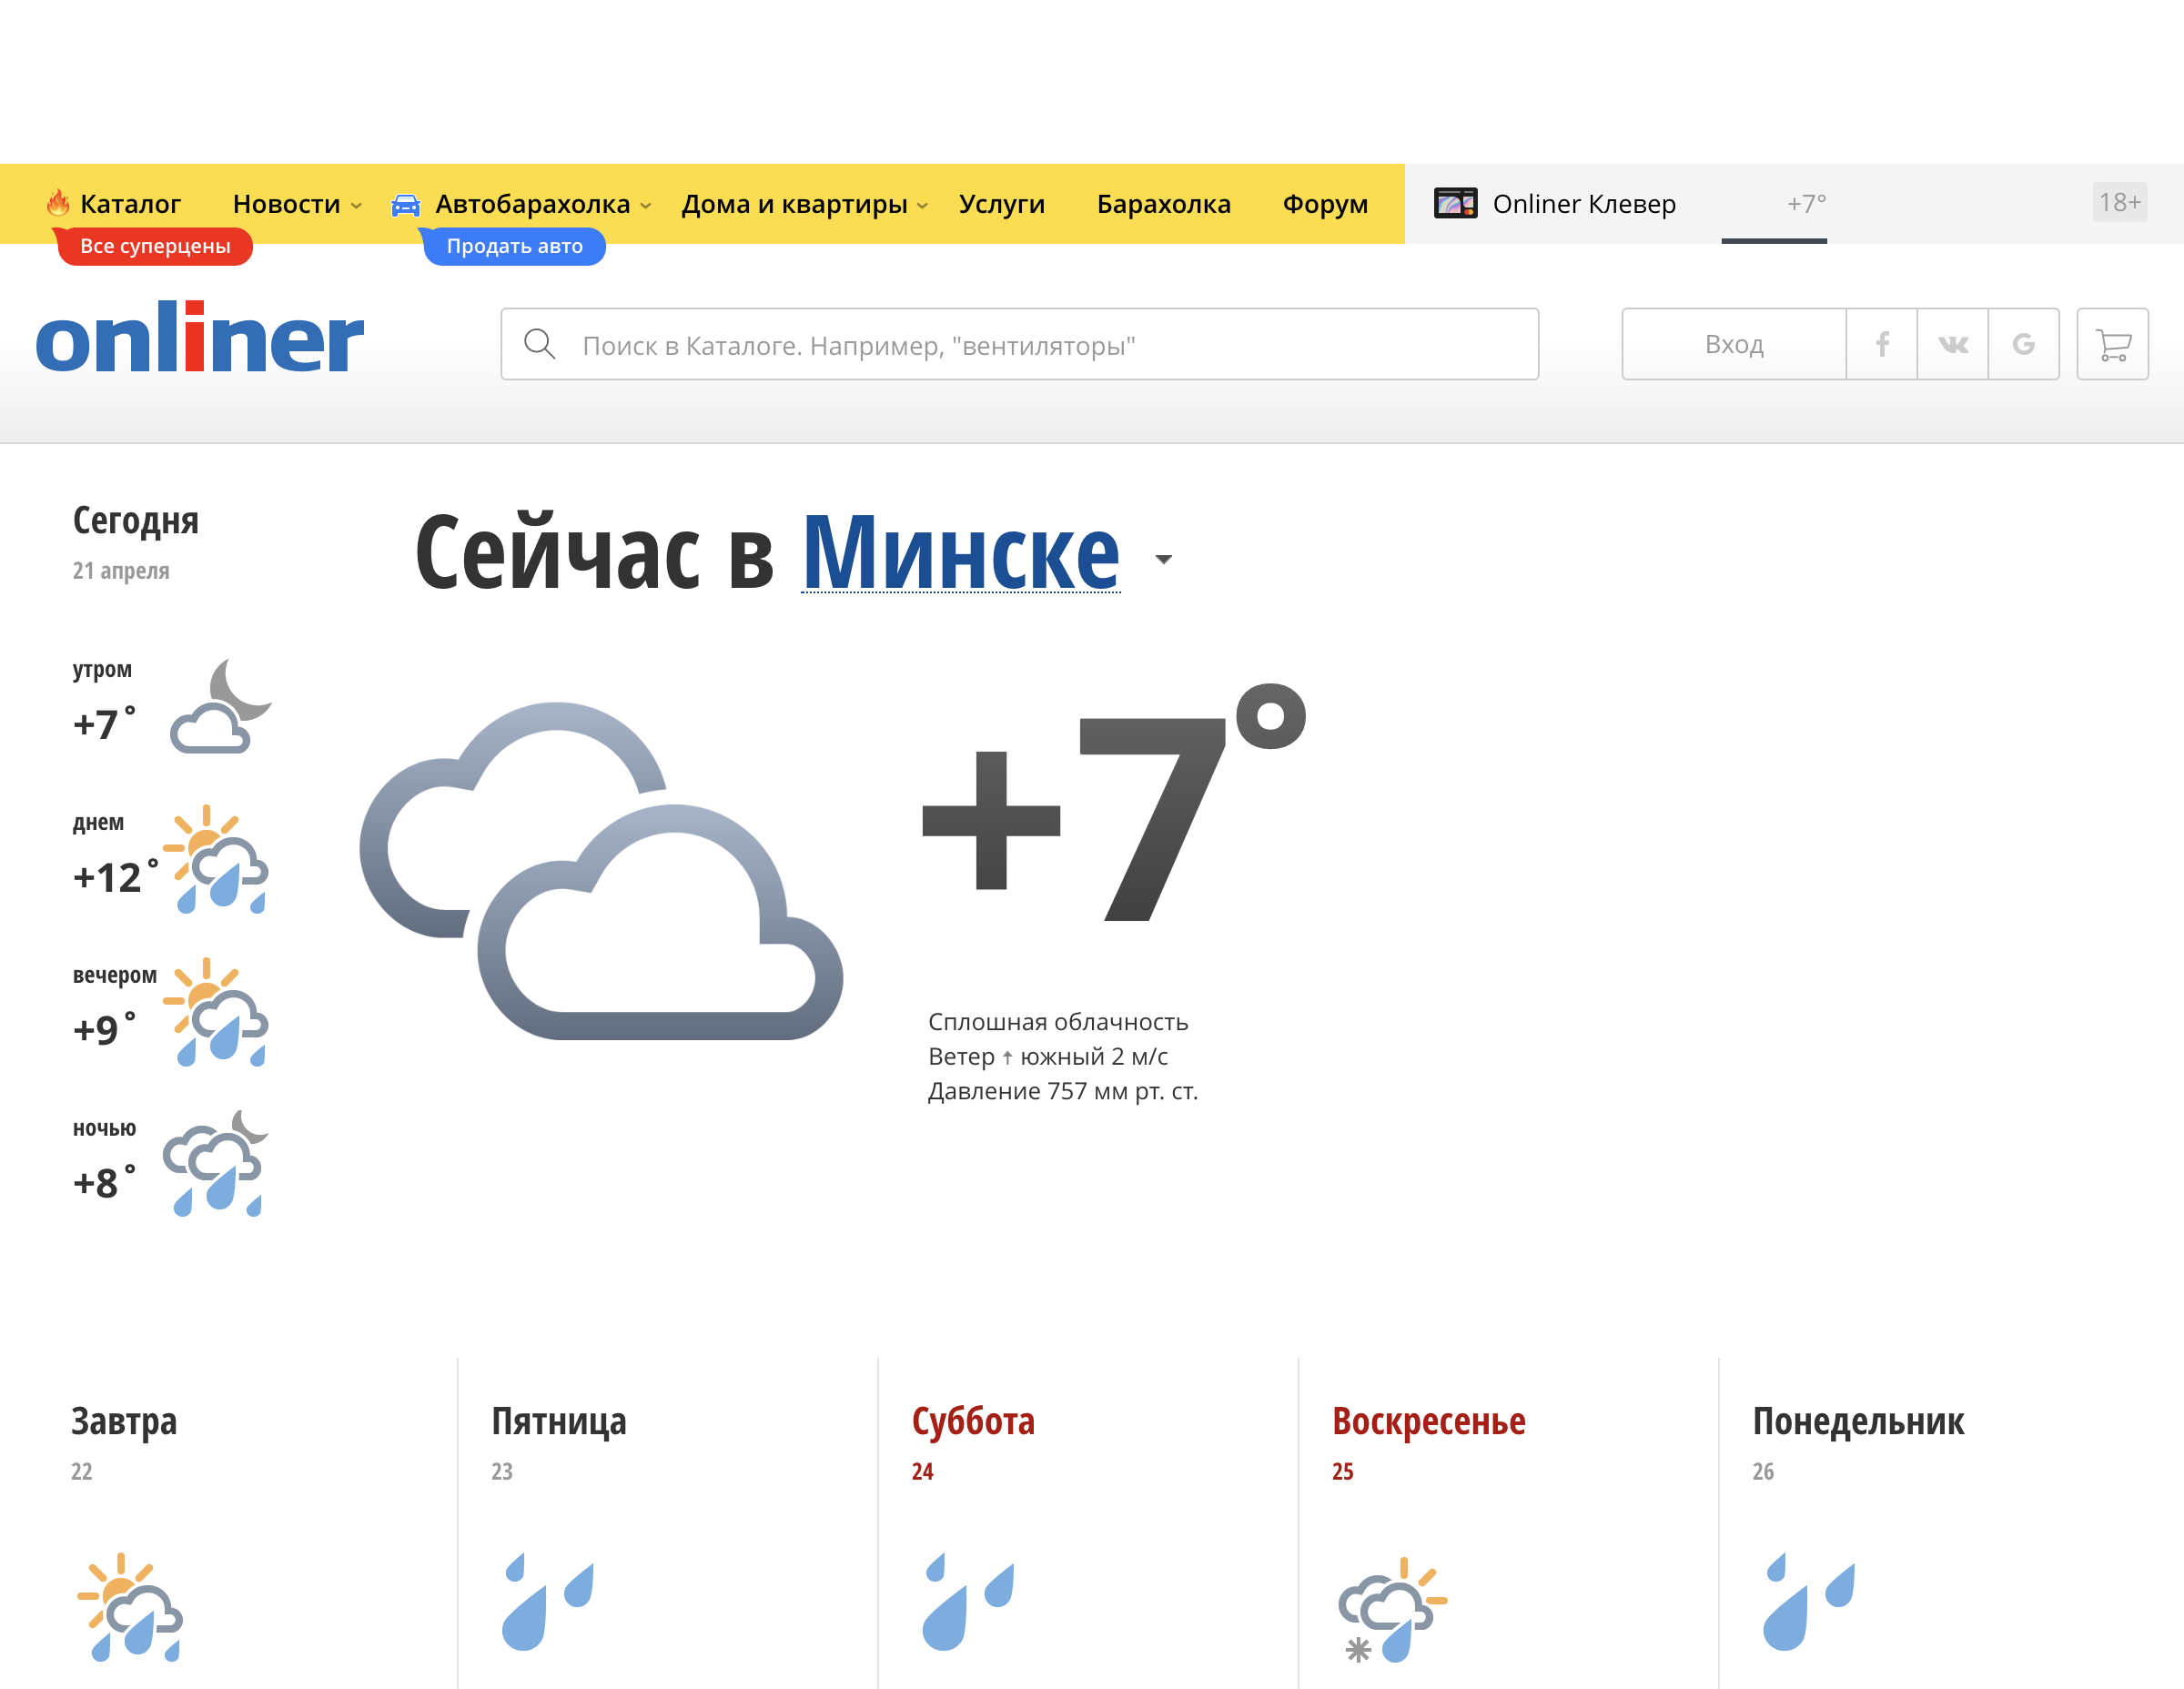 Каталог Новости Автобарахолка Дома и квартиры Услуги Барахолка Форум Onliner Клевер +7° 18+
Все суперцены Продать авто
onliner
Поиск в Каталоге. Например, "вентиляторы"
Вход
Сегодня
21 апреля
Сейчас в Минске
утром
+7°
днем
+12°
вечером
+9°
ночью
+8°
+7°
Сплошная облачность
Ветер ↑ южный 2 м/с
Давление 757 мм рт. ст.
Завтра
22
Пятница
23
Суббота
24
Воскресенье
25
Понедельник
26